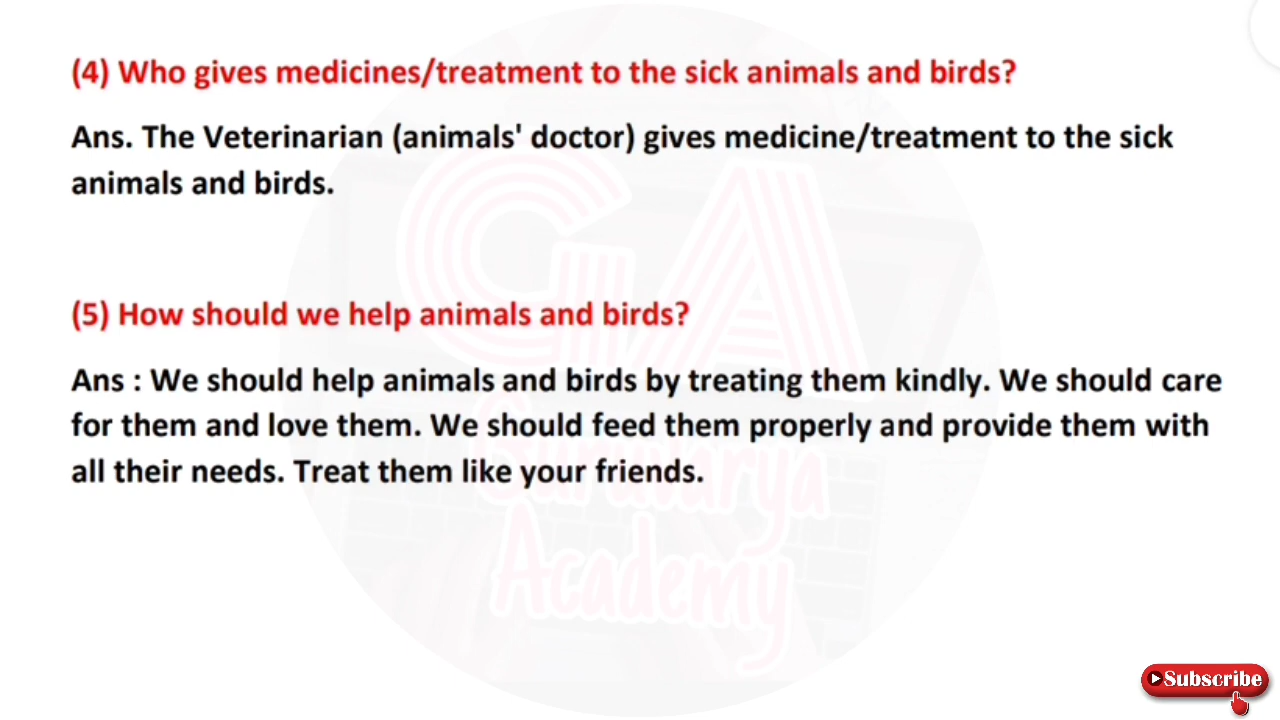 (4) Who gives medicines/treatment to the sick animals and birds?
Ans. The Veterinarian (animals' doctor) gives medicine/treatment to the sick
animals and birds.
(5) How should we help animals and birds?
Ans : We should help animals and birds by treating them kindly. We should care
for them and love them. We should feed them properly and provide them with
all their needs. Treat them like your friends.
GA
Gurukarya
Academy
Subscribe